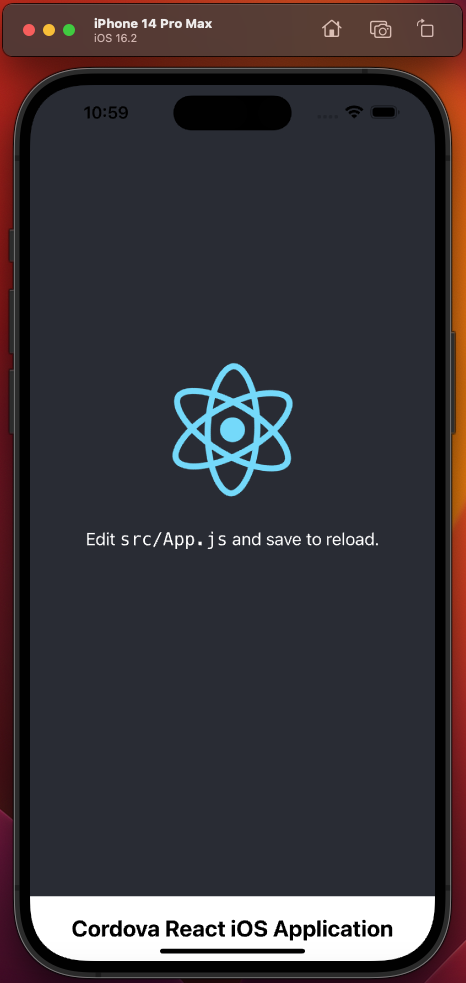 iPhone 14 Pro Max
iOS 16.2
10:59
Edit src/App.js and save to reload.
Cordova React iOS Application